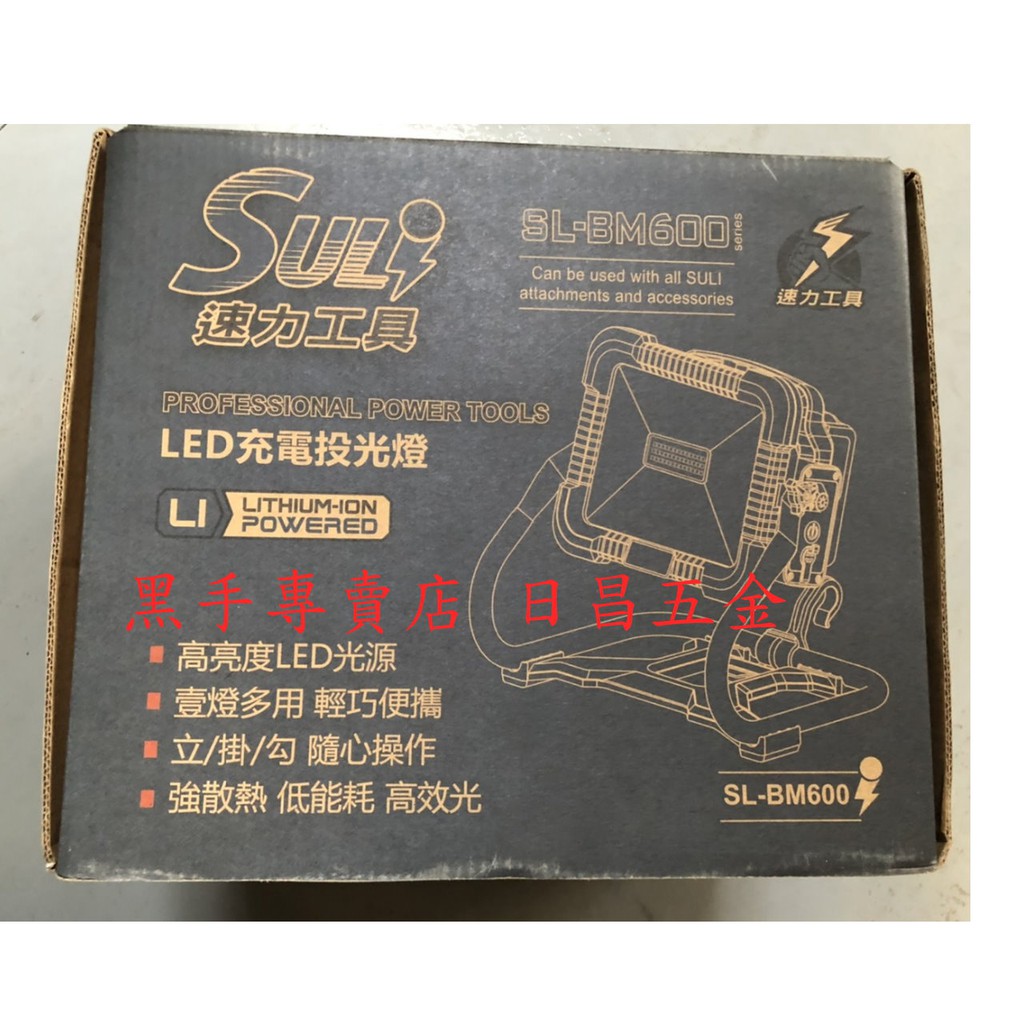 SULI
速力工具
SL-BM600 series
Can be used with all SULI
attachments and accessories
速力工具
PROFESSIONAL POWER TOOLS
LED充電投光燈
LI LITHIUM-ION
POWERED
黑手專賣店 日昌五金
高亮度LED光源
壹燈多用 輕巧便攜
立/掛/勾 隨心操作
強散熱 低能耗 高效光
SL-BM600